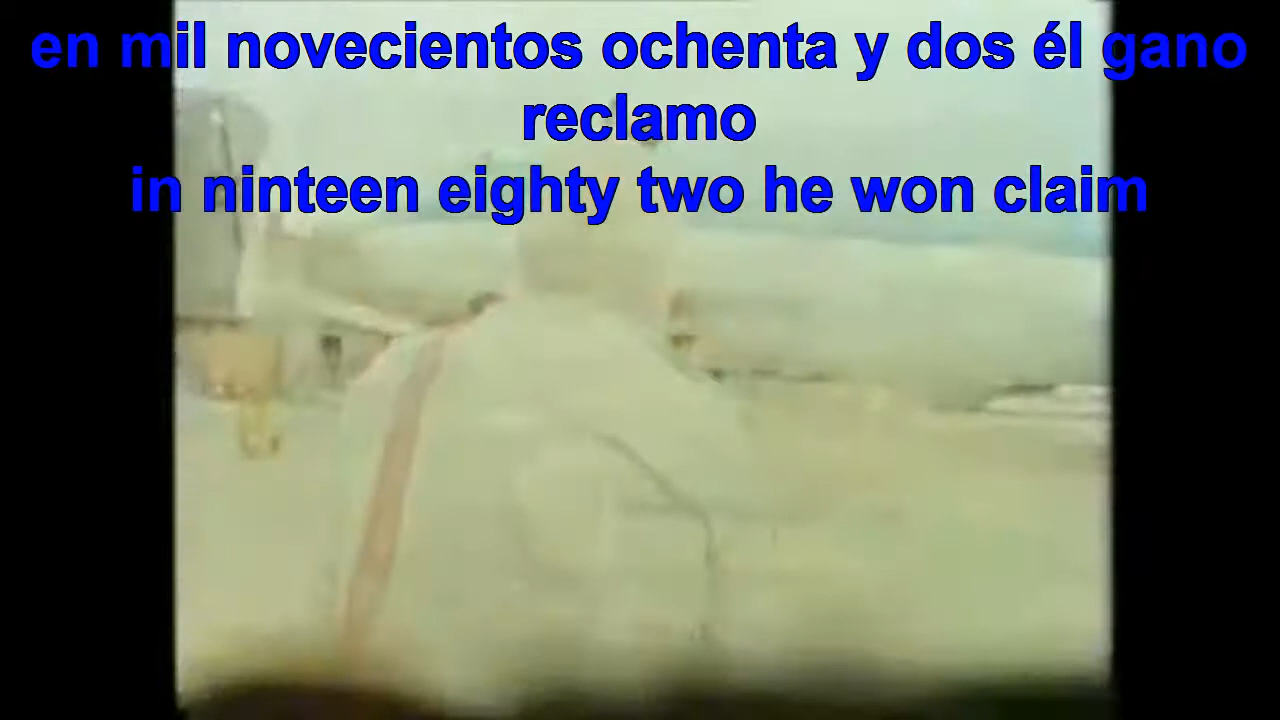 en mil novecientos ochenta y dos él gano
reclamo
in ninteen eighty two he won claim